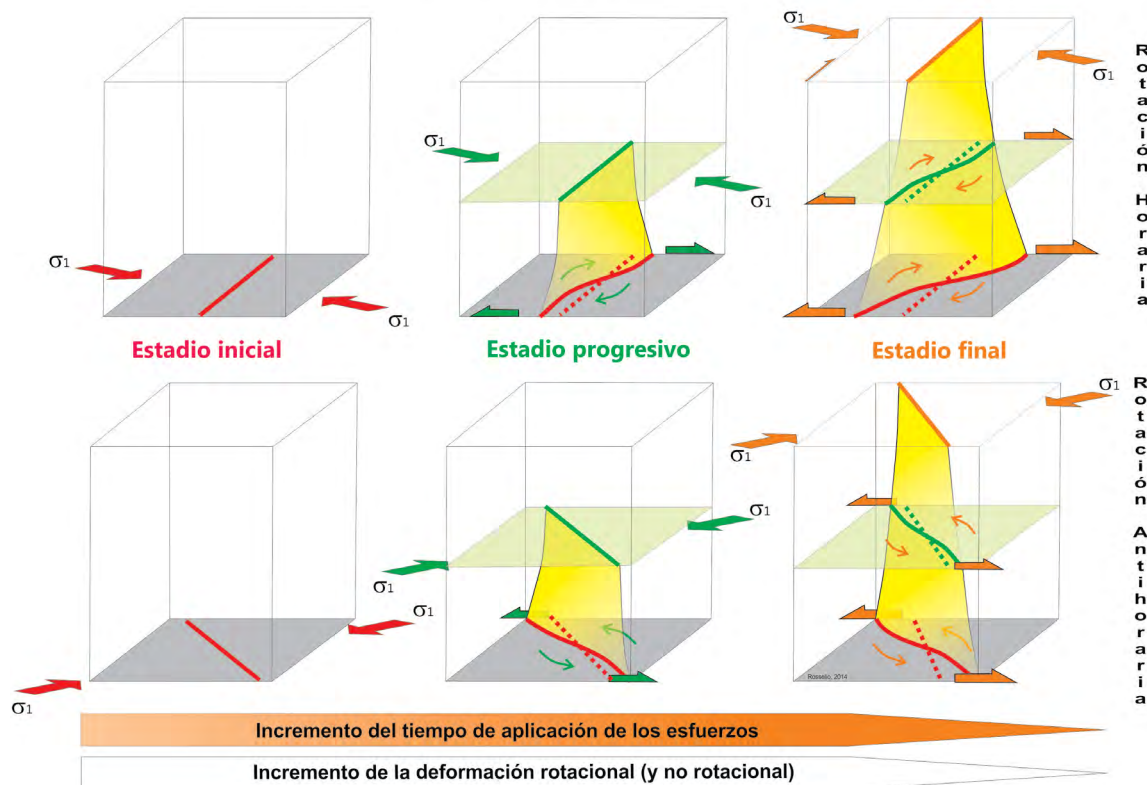 σ1
σ1
σ1
σ1
σ1
σ1
Rotación Horaria
Estadio inicial
Estadio progresivo
Estadio final
σ1
σ1
σ1
σ1
σ1
σ1
Rotación Antihoraria
Rossello, 2014
Incremento del tiempo de aplicación de los esfuerzos
Incremento de la deformación rotacional (y no rotacional)